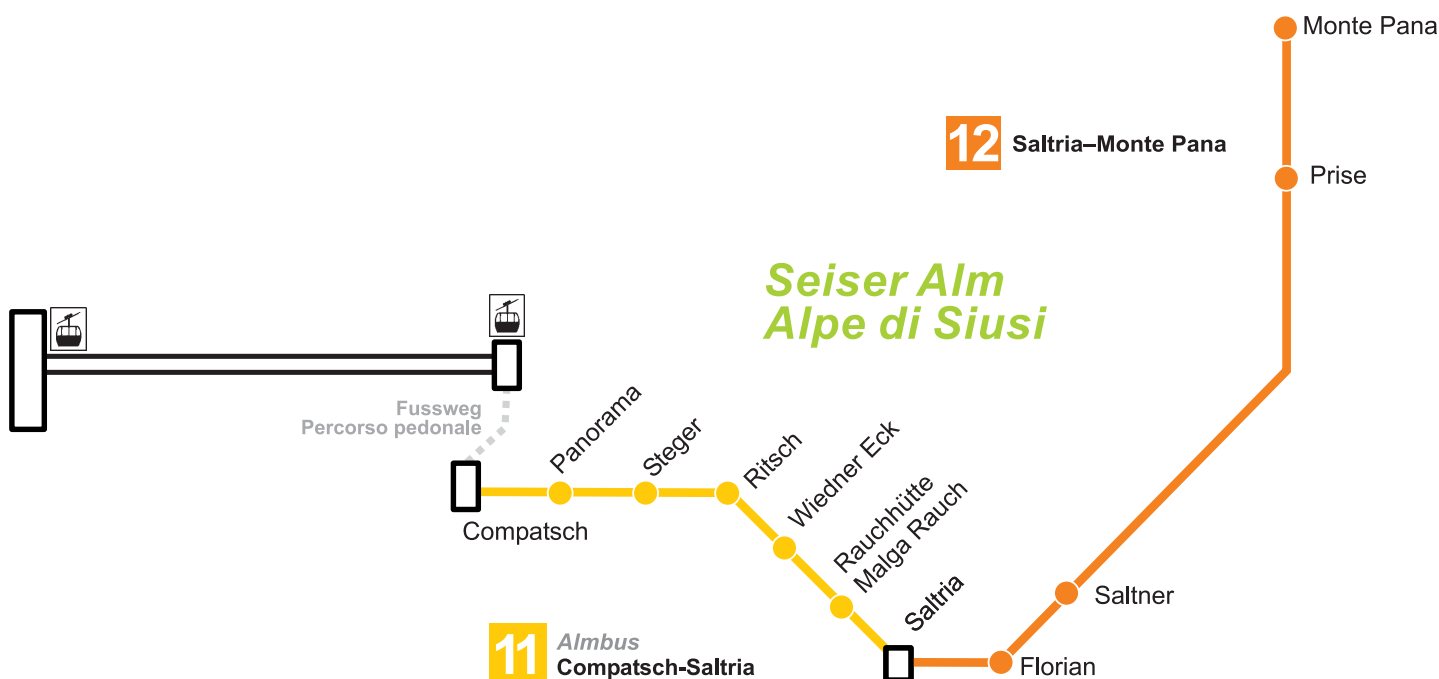 Monte Pana
12 Saltria–Monte Pana
Prise
Seiser Alm
Alpe di Siusi
Fussweg
Percorso pedonale
Panorama
Steger
Ritsch
Wiedner Eck
Rauchhütte
Malga Rauch
Saltria
Compatsch
Saltner
Florian
11 Almbus
Compatsch-Saltria